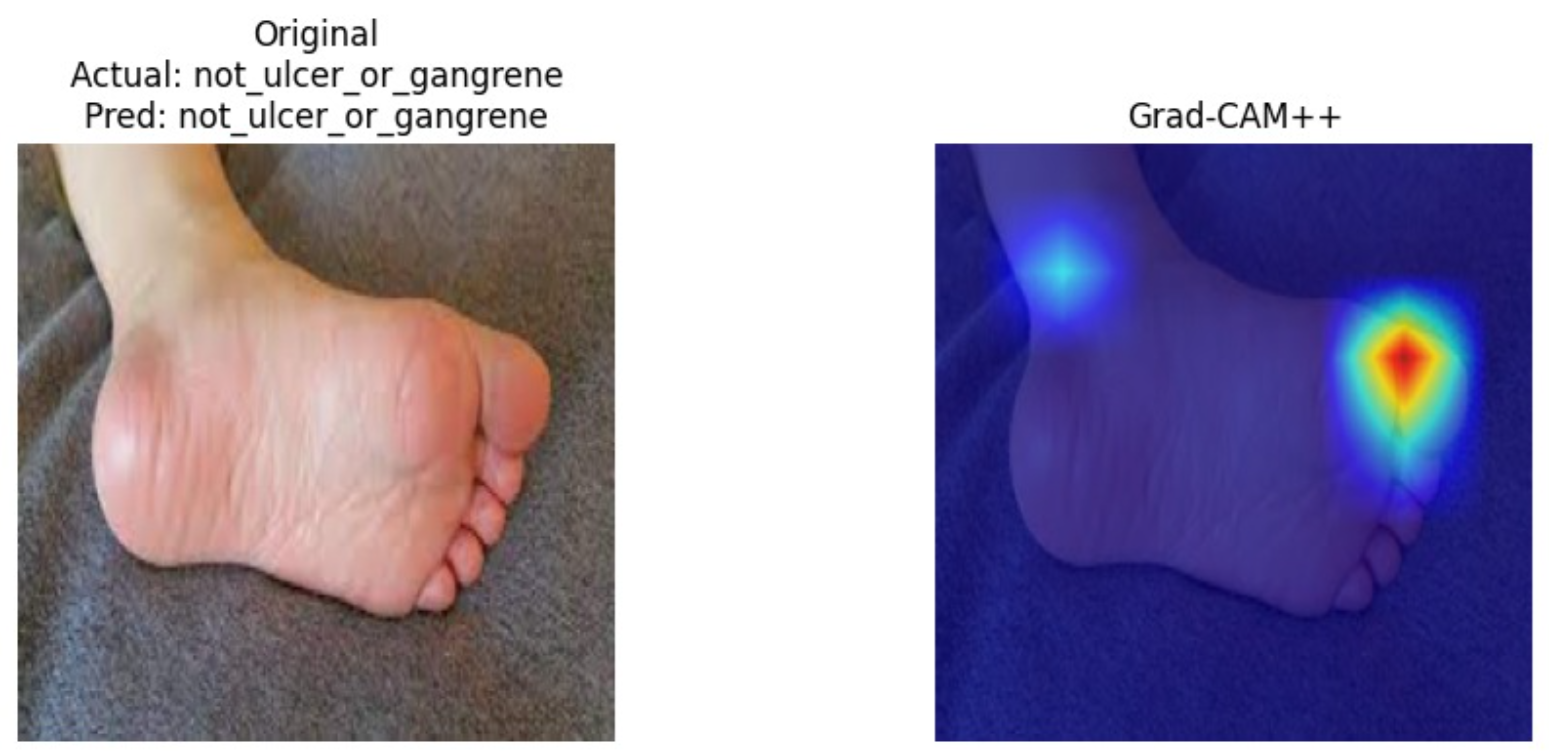 Original
Actual: not_ulcer_or_gangrene
Pred: not_ulcer_or_gangrene
Grad-CAM++